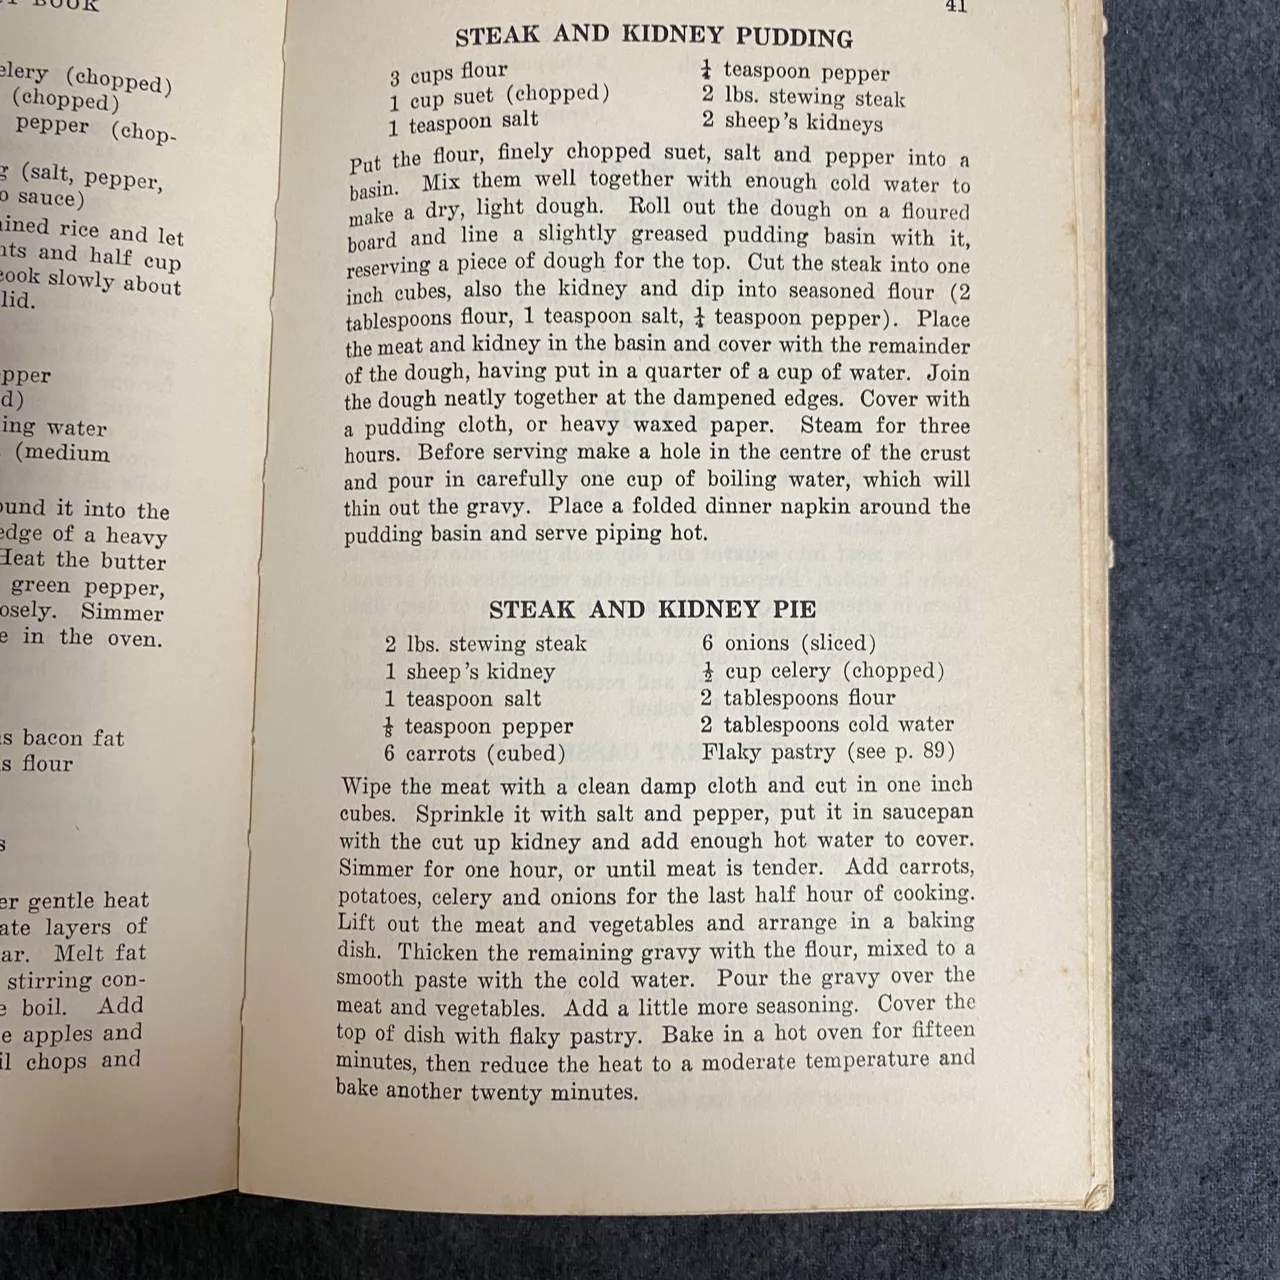 BOOK
elery (chopped)
(chopped)
pepper (chop-
(salt, pepper,
o sauce)
ained rice and let
nts and half cup
cook slowly about
lid.
pper
d)
ing water
(medium
ound it into the
edge of a heavy
Heat the butter
green pepper,
osely. Simmer
e in the oven.
s bacon fat
s flour
s
er gentle heat
ate layers of
ar. Melt fat
stirring con-
e boil. Add
e apples and
il chops and
41
STEAK AND KIDNEY PUDDING
3 cups flour
1 cup suet (chopped)
1 teaspoon salt
¼ teaspoon pepper
2 lbs. stewing steak
2 sheep's kidneys
Put the flour, finely chopped suet, salt and pepper into a
basin. Mix them well together with enough cold water to
make a dry, light dough. Roll out the dough on a floured
board and line a slightly greased pudding basin with it,
reserving a piece of dough for the top. Cut the steak into one
inch cubes, also the kidney and dip into seasoned flour (2
tablespoons flour, 1 teaspoon salt, ¼ teaspoon pepper). Place
the meat and kidney in the basin and cover with the remainder
of the dough, having put in a quarter of a cup of water. Join
the dough neatly together at the dampened edges. Cover with
a pudding cloth, or heavy waxed paper. Steam for three
hours. Before serving make a hole in the centre of the crust
and pour in carefully one cup of boiling water, which will
thin out the gravy. Place a folded dinner napkin around the
pudding basin and serve piping hot.
STEAK AND KIDNEY PIE
2 lbs. stewing steak
1 sheep's kidney
1 teaspoon salt
⅛ teaspoon pepper
6 carrots (cubed)
6 onions (sliced)
½ cup celery (chopped)
2 tablespoons flour
2 tablespoons cold water
Flaky pastry (see p. 89)
Wipe the meat with a clean damp cloth and cut in one inch
cubes. Sprinkle it with salt and pepper, put it in saucepan
with the cut up kidney and add enough hot water to cover.
Simmer for one hour, or until meat is tender. Add carrots,
potatoes, celery and onions for the last half hour of cooking.
Lift out the meat and vegetables and arrange in a baking
dish. Thicken the remaining gravy with the flour, mixed to a
smooth paste with the cold water. Pour the gravy over the
meat and vegetables. Add a little more seasoning. Cover the
top of dish with flaky pastry. Bake in a hot oven for fifteen
minutes, then reduce the heat to a moderate temperature and
bake another twenty minutes.